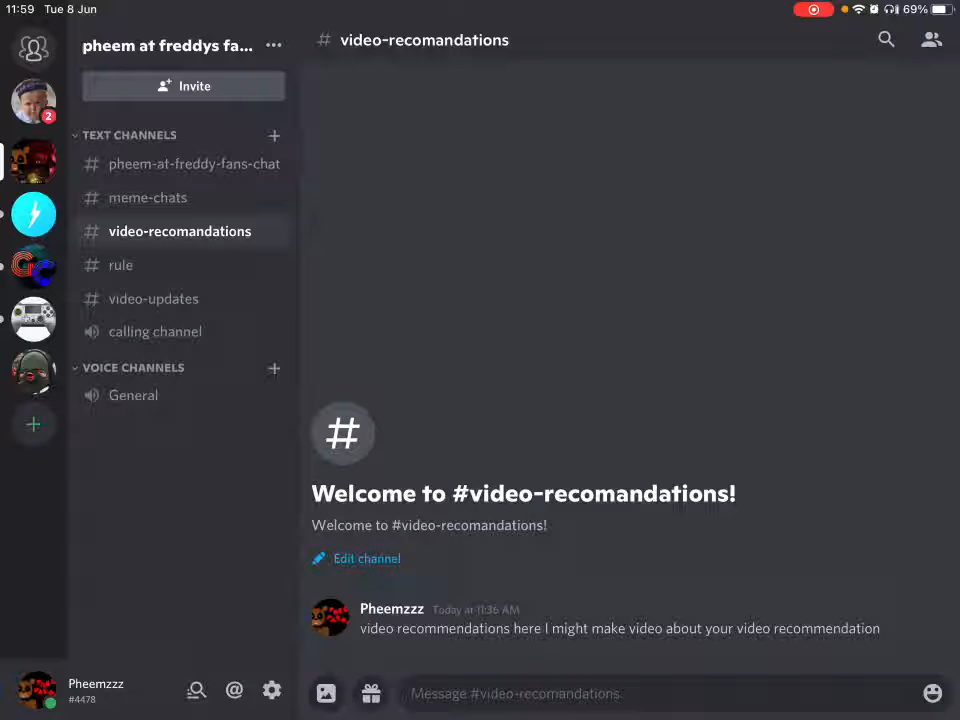 11:59 Tue 8 Jun
69%
pheem at freddys fa...
Invite
2
TEXT CHANNELS
pheem-at-freddy-fans-chat
meme-chats
video-recomandations
rule
video-updates
calling channel
VOICE CHANNELS
General
Pheemzzz
#4478
# video-recomandations
#
Welcome to #video-recomandations!
Welcome to #video-recomandations!
Edit channel
Pheemzzz Today at 11:36 AM
video recommendations here I might make video about your video recommendation
Message #video-recomandations